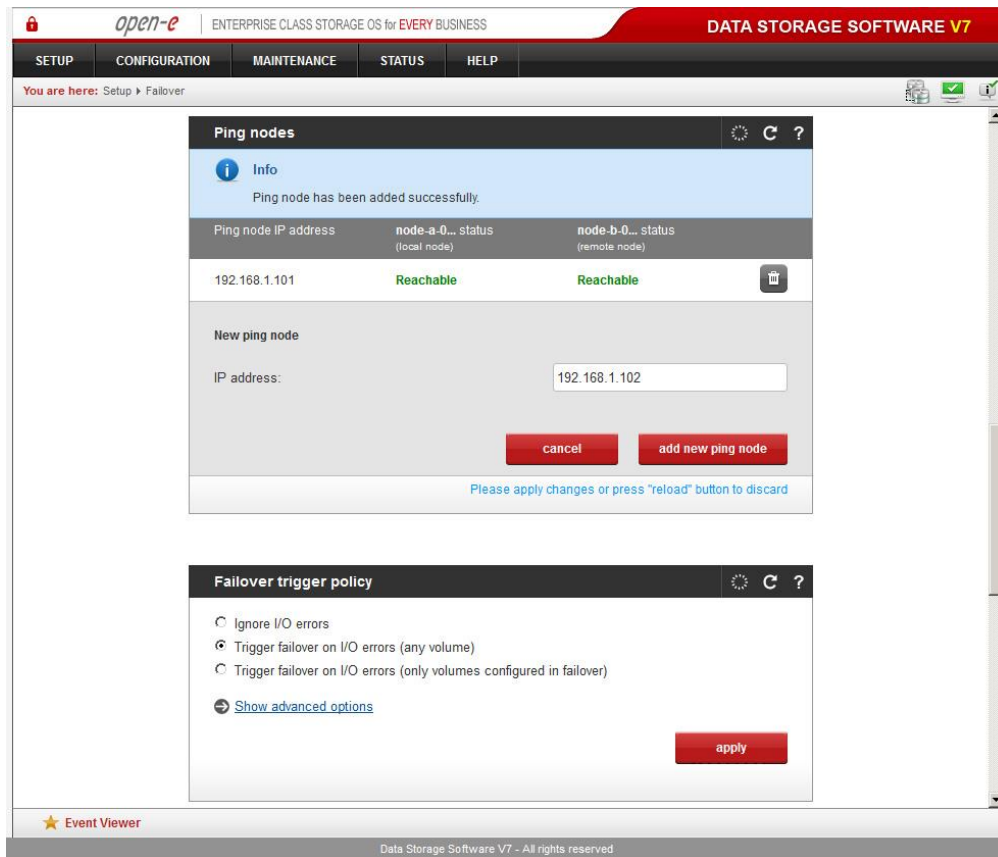 open-e ENTERPRISE CLASS STORAGE OS for EVERY BUSINESS DATA STORAGE SOFTWARE V7
SETUP CONFIGURATION MAINTENANCE STATUS HELP
You are here: Setup Failover
Ping nodes ?
Info
Ping node has been added successfully.
Ping node IP address node-a-0... status node-b-0... status
(local node) (remote node)
192.168.1.101 Reachable Reachable
New ping node
IP address: 192.168.1.102
cancel add new ping node
Please apply changes or press "reload" button to discard
Failover trigger policy ?
Ignore I/O errors
Trigger failover on I/O errors (any volume)
Trigger failover on I/O errors (only volumes configured in failover)
Show advanced options
apply
Event Viewer
Data Storage Software V7 - All rights reserved